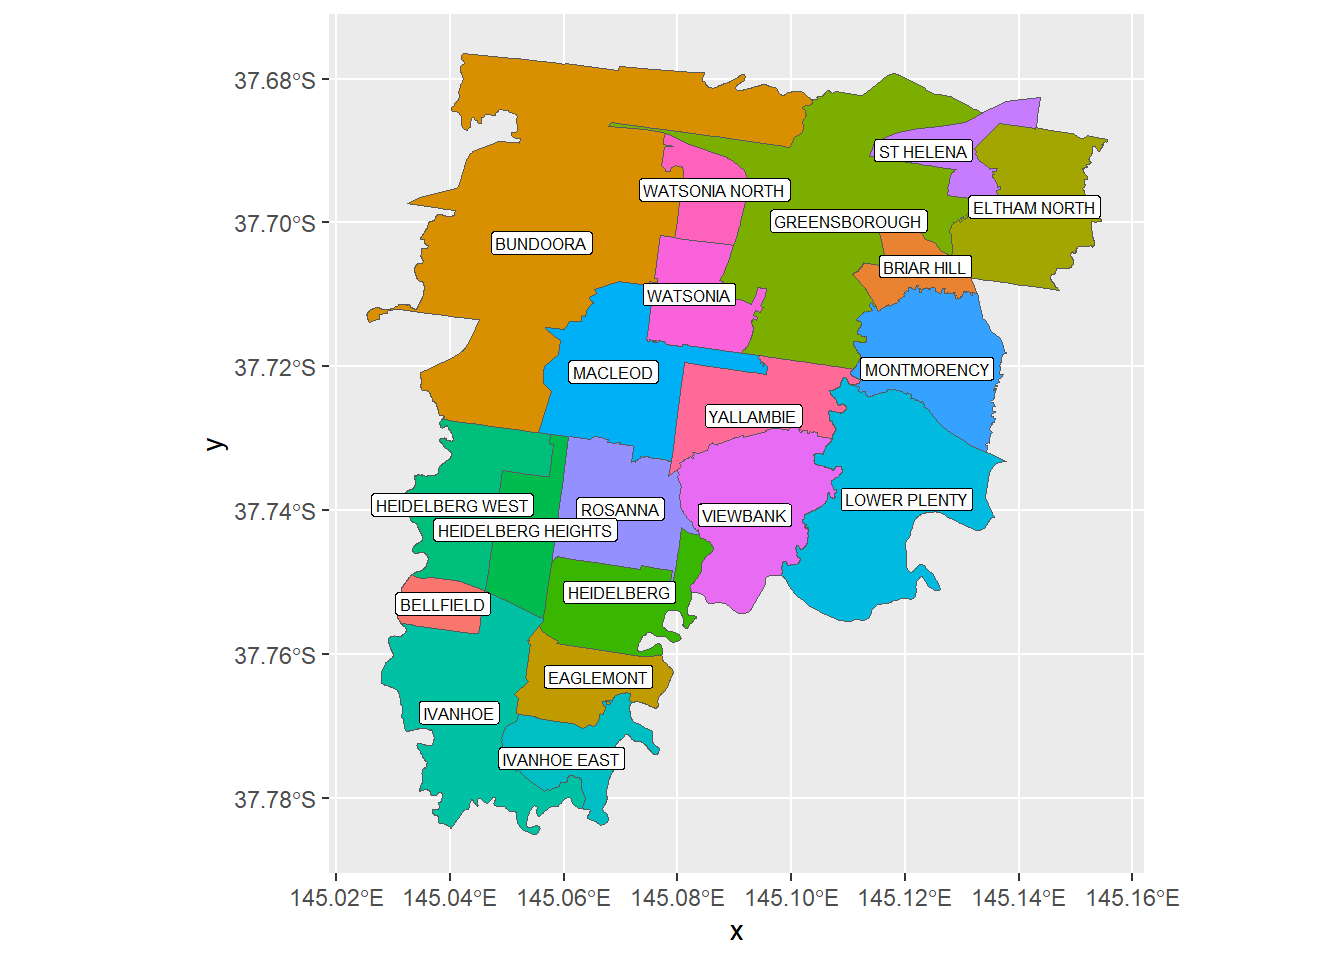 37.68°S
37.70°S
37.72°S
37.74°S
37.76°S
37.78°S
y
ST HELENA
WATSONIA NORTH
ELTHAM NORTH
GREENSBOROUGH
BUNDOORA
BRIAR HILL
WATSONIA
MONTMORENCY
MACLEOD
YALLAMBIE
LOWER PLENTY
HEIDELBERG WEST
ROSANNA
VIEWBANK
HEIDELBERG HEIGHTS
HEIDELBERG
BELLFIELD
EAGLEMONT
IVANHOE
IVANHOE EAST
145.02°E 145.04°E 145.06°E 145.08°E 145.10°E 145.12°E 145.14°E 145.16°E
x